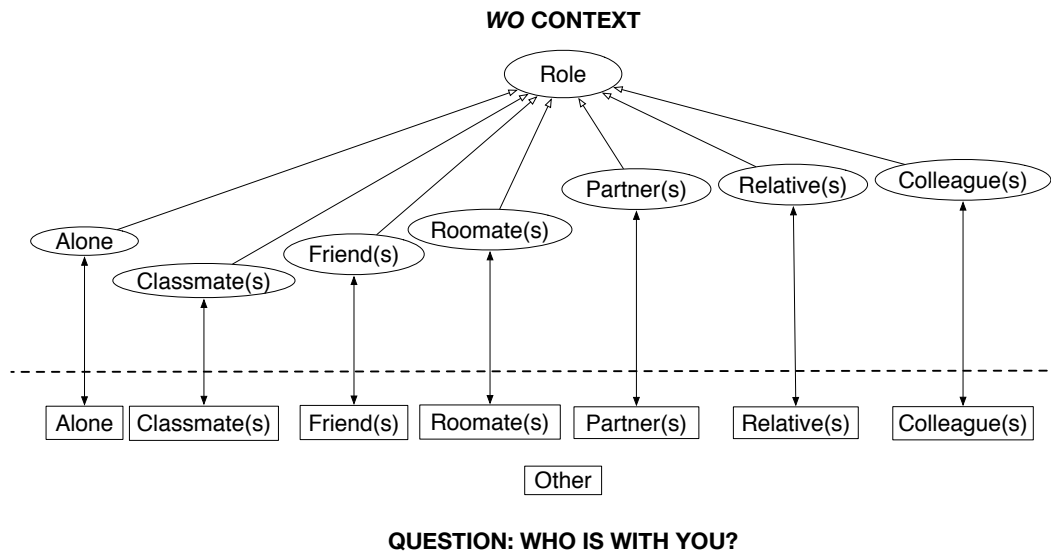 WO CONTEXT
Role
Partner(s)
Relative(s)
Colleague(s)
Alone
Classmate(s)
Friend(s)
Roomate(s)
Alone
Classmate(s)
Friend(s)
Roomate(s)
Partner(s)
Relative(s)
Colleague(s)
Other
QUESTION: WHO IS WITH YOU?